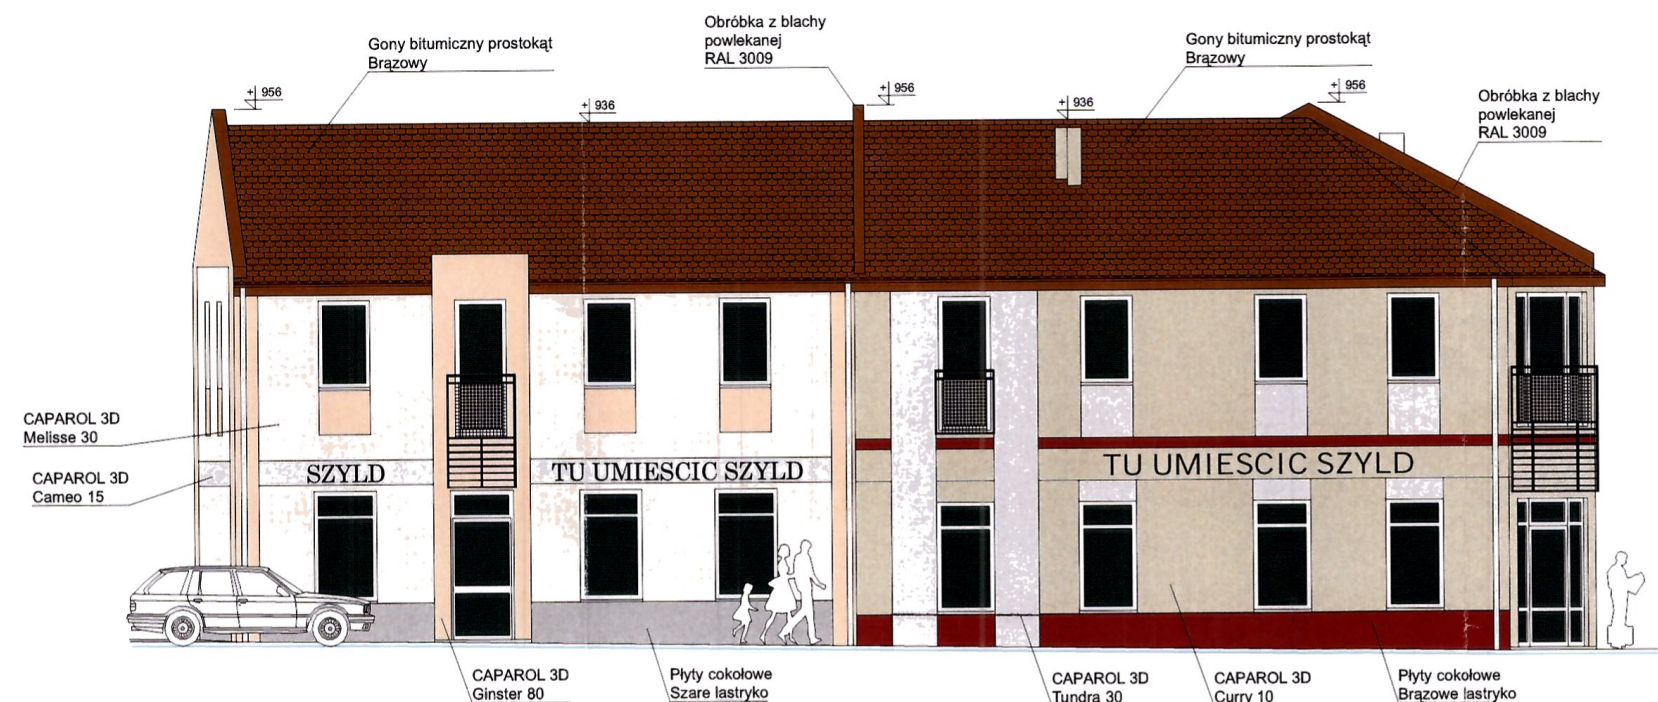 Obróbka z blachy
powlekanej
RAL 3009
Gony bitumiczny prostokąt
Brązowy
Gony bitumiczny prostokąt
Brązowy
+ 956
+ 936
+ 956
+ 936
+ 956
Obróbka z blachy
powlekanej
RAL 3009
CAPAROL 3D
Melisse 30
CAPAROL 3D
Cameo 15
SZYLD
TU UMIESCIC SZYLD
TU UMIESCIC SZYLD
CAPAROL 3D
Ginster 80
Płyty cokołowe
Szare lastryko
CAPAROL 3D
Tundra 30
CAPAROL 3D
Curry 10
Płyty cokołowe
Brązowe lastryko